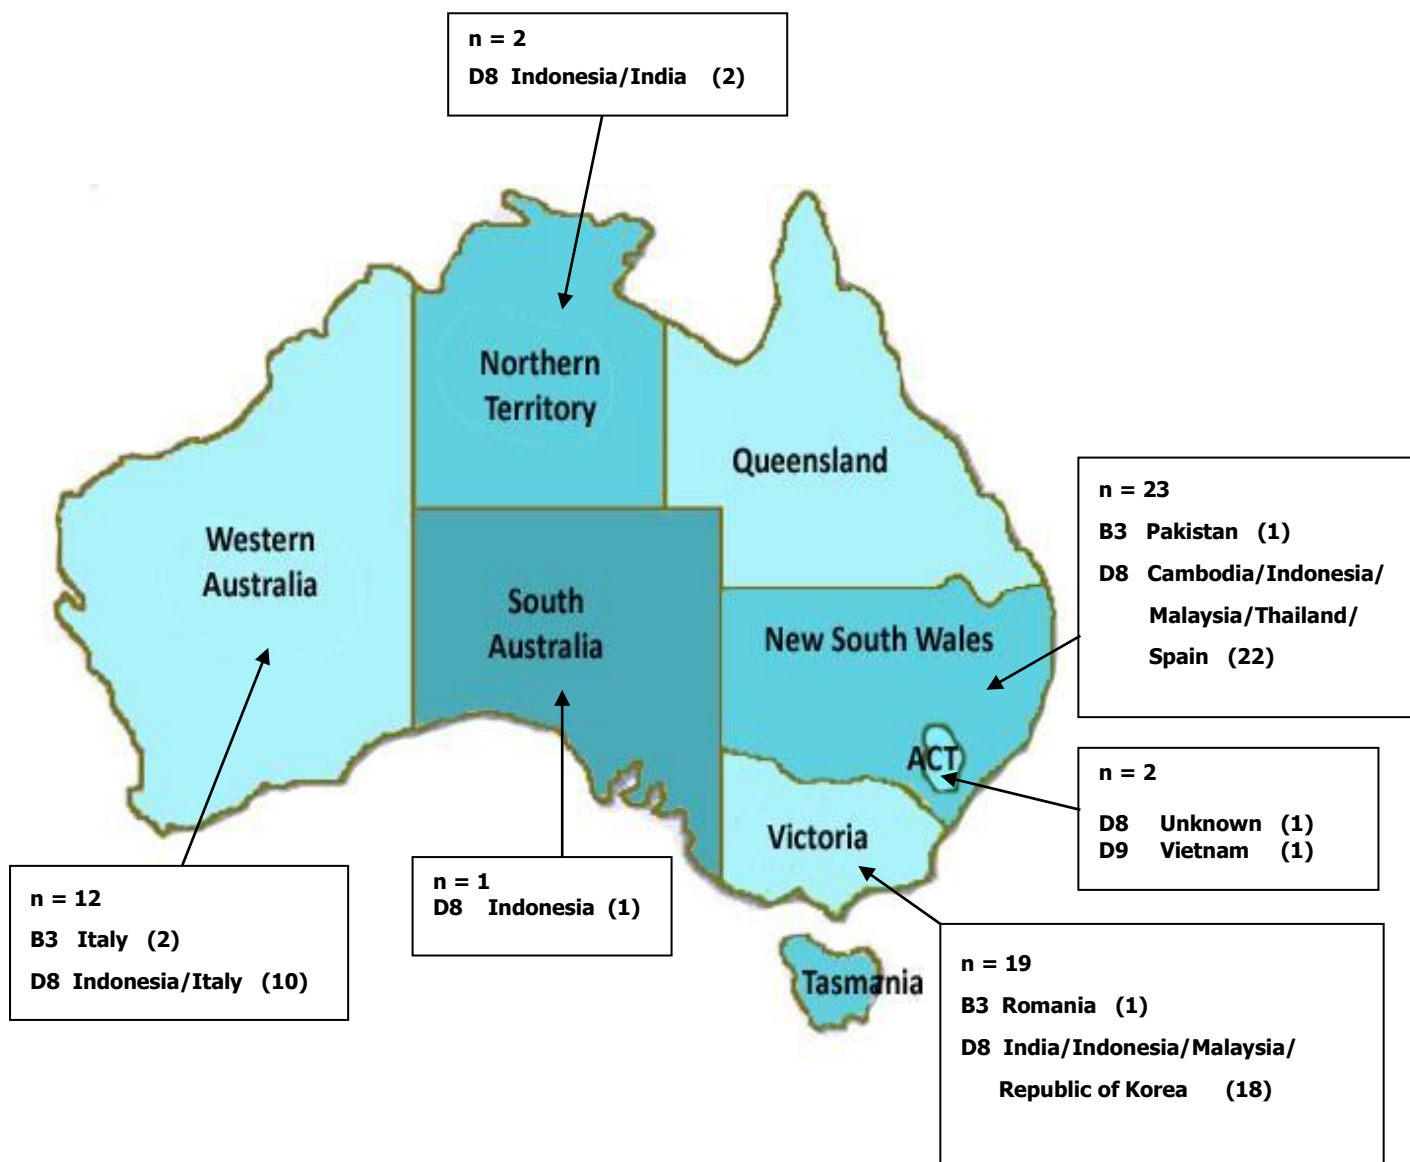 n = 2
D8 Indonesia/India (2)
Northern
Territory
Queensland
Western
Australia
South
Australia
New South Wales
ACT
Victoria
Tasmania
n = 23
B3 Pakistan (1)
D8 Cambodia/Indonesia/
Malaysia/Thailand/
Spain (22)
n = 2
D8 Unknown (1)
D9 Vietnam (1)
n = 12
B3 Italy (2)
D8 Indonesia/Italy (10)
n = 1
D8 Indonesia (1)
n = 19
B3 Romania (1)
D8 India/Indonesia/Malaysia/
Republic of Korea (18)